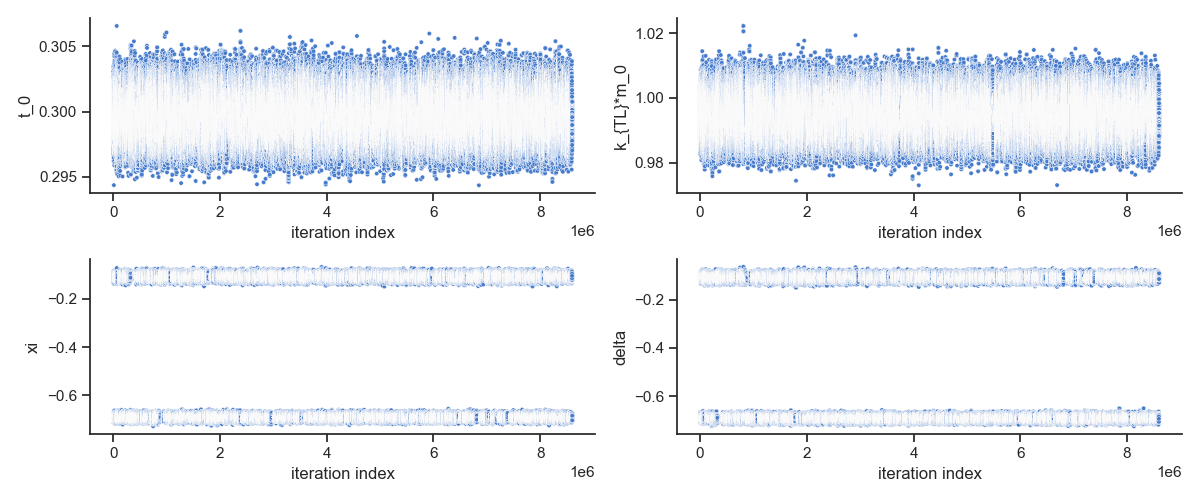 t_0
0.305
0.300
0.295
0 2 4 6 8
1e6
iteration index
k_{TL}*m_0
1.02
1.00
0.98
0 2 4 6 8
1e6
iteration index
xi
−0.2
−0.4
−0.6
0 2 4 6 8
1e6
iteration index
delta
−0.2
−0.4
−0.6
0 2 4 6 8
1e6
iteration index